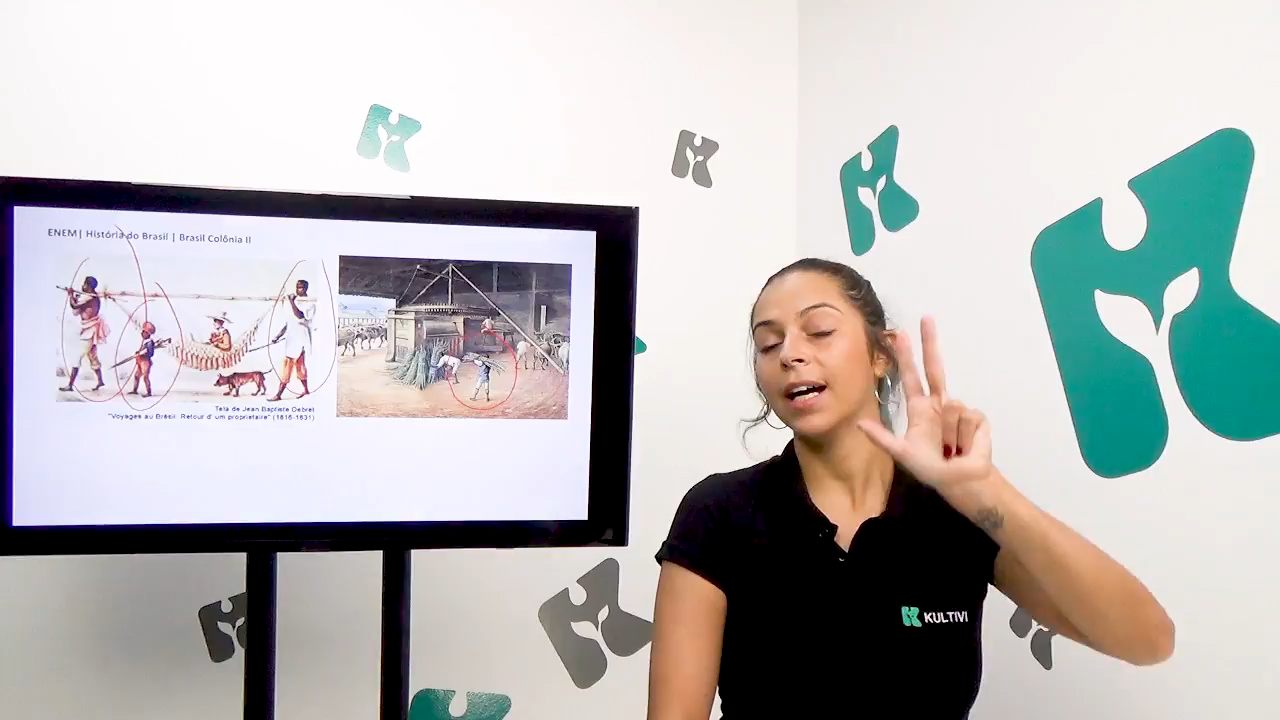 ENEM| História do Brasil | Brasil Colônia II
Tela de Jean Baptiste Debret
"Voyages au Brésil. Retour d' um proprietaire" (1816-1831)
KULTIVI